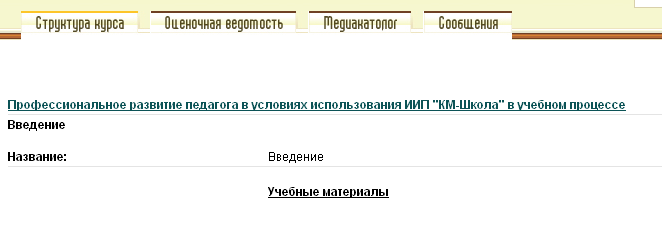 Структура курса Оценочная ведомость Медиакаталог Сообщения
Профессиональное развитие педагога в условиях использования ИИП "КМ-Школа" в учебном процессе
Введение
Название: Введение
Учебные материалы